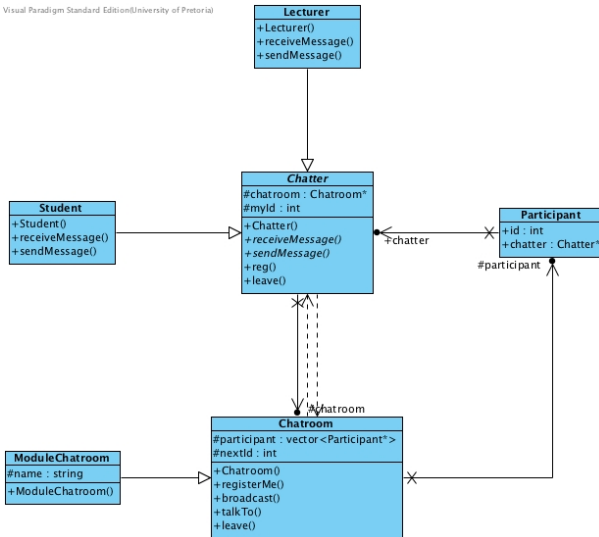 Visual Paradigm Standard Edition(University of Pretoria)
Lecturer
+Lecturer()
+receiveMessage()
+sendMessage()
Chatter
#chatroom : Chatroom*
#myId : int
+Chatter()
+receiveMessage()
+sendMessage()
+reg()
+leave()
Student
+Student()
+receiveMessage()
+sendMessage()
Participant
+id : int
+chatter : Chatter*
+chatter
#participant
#chatroom
Chatroom
#participant : vector<Participant*>
#nextId : int
+Chatroom()
+registerMe()
+broadcast()
+talkTo()
+leave()
ModuleChatroom
#name : string
+ModuleChatroom()